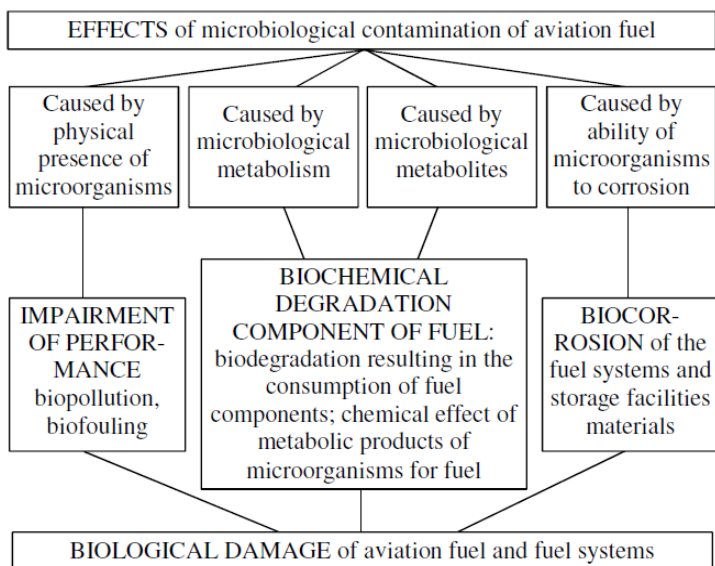 EFFECTS of microbiological contamination of aviation fuel
Caused by
physical
presence of
microorganisms
Caused by
microbiological
metabolism
Caused by
microbiological
metabolites
Caused by
ability of
microorganisms
to corrosion
IMPAIRMENT
OF PERFOR-
MANCE
biopollution,
biofouling
BIOCHEMICAL
DEGRADATION
COMPONENT OF FUEL:
biodegradation resulting in the
consumption of fuel
components; chemical effect of
metabolic products of
microorganisms for fuel
BIOCOR-
ROSION of the
fuel systems and
storage facilities
materials
BIOLOGICAL DAMAGE of aviation fuel and fuel systems